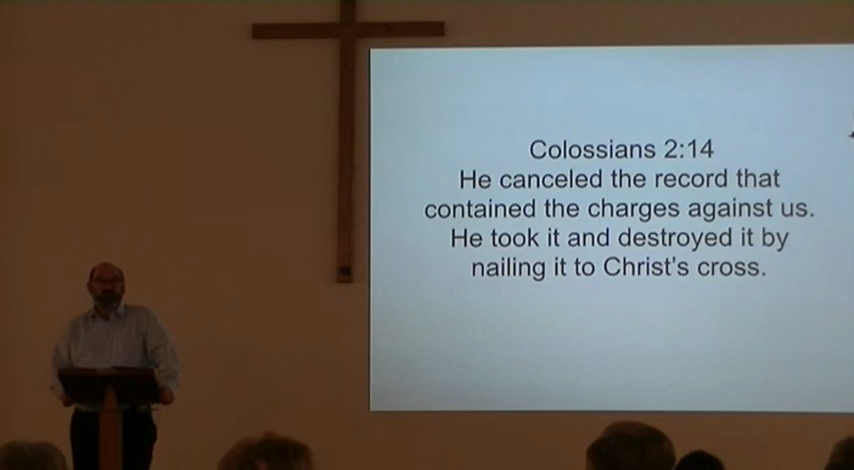 Colossians 2:14
He canceled the record that
contained the charges against us.
He took it and destroyed it by
nailing it to Christ's cross.